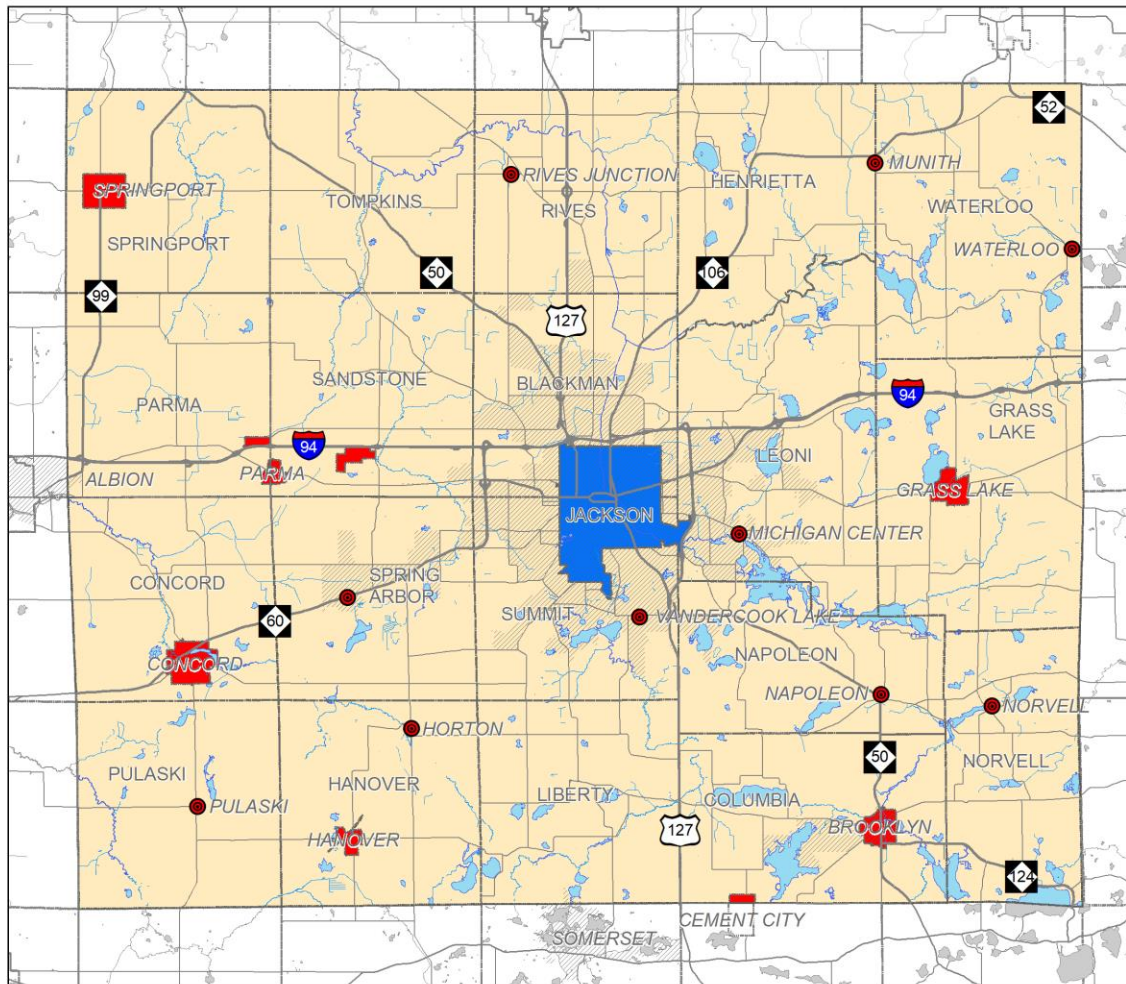 52
MUNITH
RIVES JUNCTION
HENRIETTA
SPRINGPORT
TOMPKINS
RIVES
WATERLOO
SPRINGPORT
WATERLOO
50
106
99
127
SANDSTONE
BLACKMAN
94
PARMA
GRASS
LAKE
94
LEONI
ALBION
PARMA
GRASS LAKE
JACKSON
MICHIGAN CENTER
CONCORD
SPRING
ARBOR
SUMMIT
VANDERCOOK LAKE
60
NAPOLEON
CONCORD
NAPOLEON
NORVELL
HORTON
50
PULASKI
HANOVER
NORVELL
LIBERTY
COLUMBIA
PULASKI
BROOKLYN
HANOVER
127
124
CEMENT CITY
SOMERSET